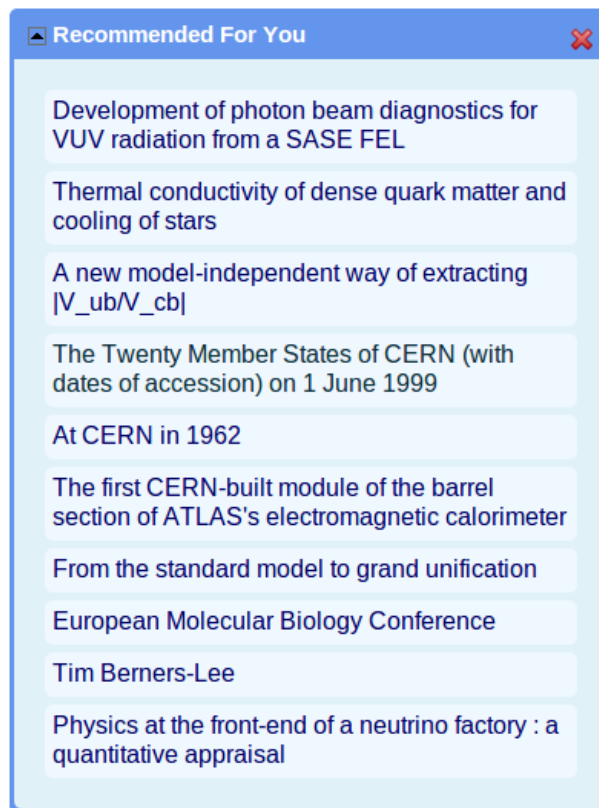 Recommended For You
Development of photon beam diagnostics for
VUV radiation from a SASE FEL
Thermal conductivity of dense quark matter and
cooling of stars
A new model-independent way of extracting
|V_ub/V_cb|
The Twenty Member States of CERN (with
dates of accession) on 1 June 1999
At CERN in 1962
The first CERN-built module of the barrel
section of ATLAS's electromagnetic calorimeter
From the standard model to grand unification
European Molecular Biology Conference
Tim Berners-Lee
Physics at the front-end of a neutrino factory : a
quantitative appraisal